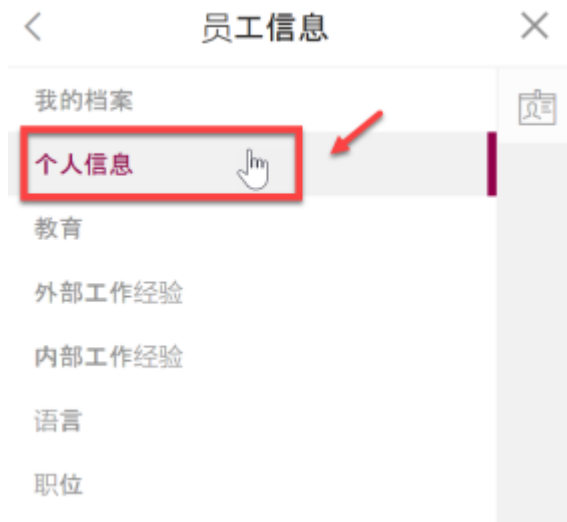 员工信息
我的档案
个人信息
教育
外部工作经验
内部工作经验
语言
职位